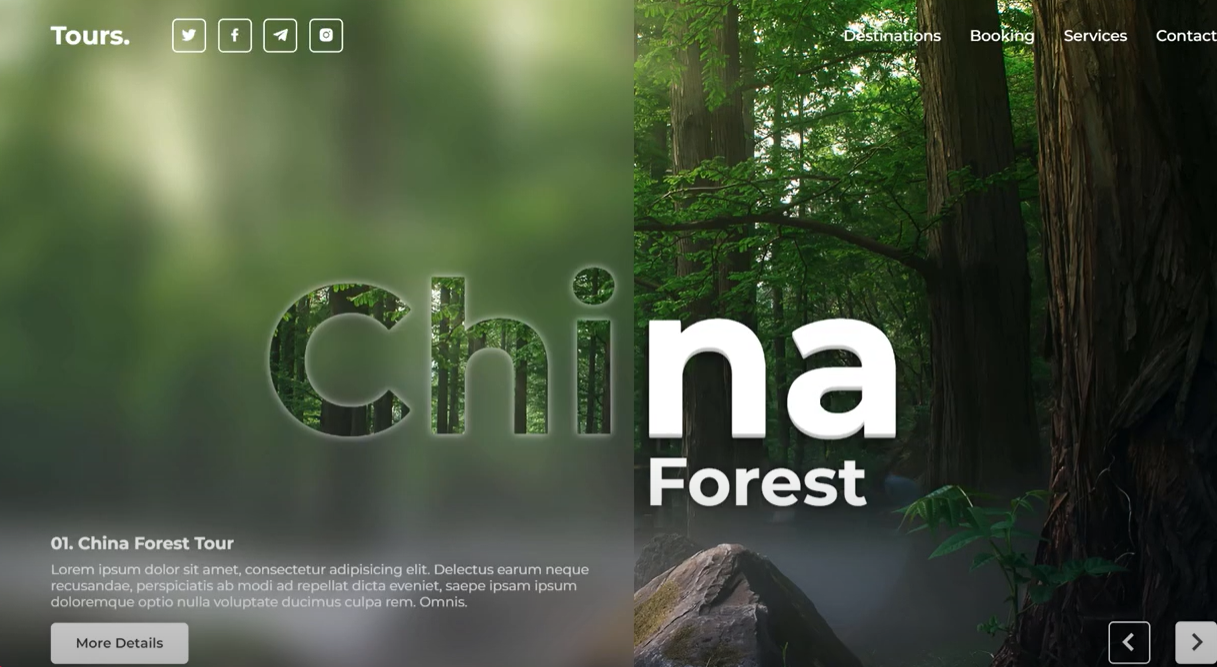 Tours.
Destinations Booking Services Contact
China
Forest
01. China Forest Tour
Lorem ipsum dolor sit amet, consectetur adipisicing elit. Delectus earum neque
recusandae, perspiciatis ab modi ad repellat dicta eveniet, saepe ipsam ipsum
doloremque optio nulla voluptate ducimus culpa rem. Omnis.
More Details